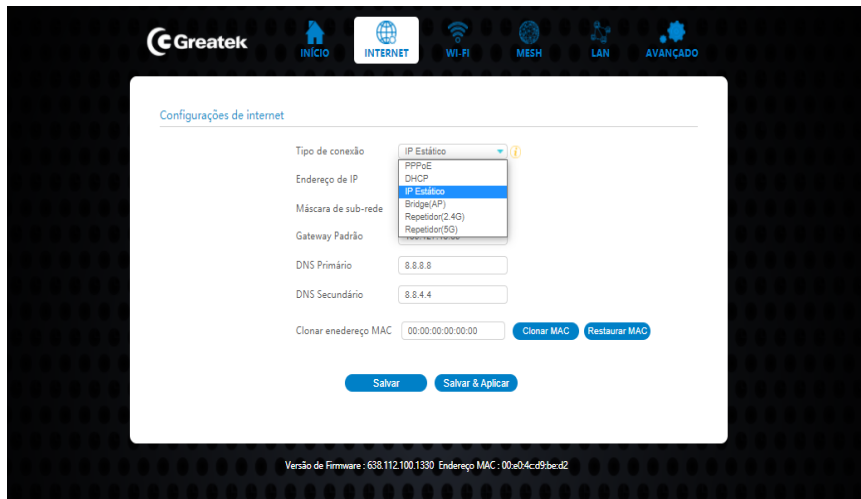 Greatek
INÍCIO
INTERNET
WI-FI
MESH
LAN
AVANÇADO
Configurações de internet
Tipo de conexão
IP Estático
PPPoE
DHCP
IP Estático
Bridge(AP)
Repetidor(2.4G)
Repetidor(5G)
Endereço de IP
Máscara de sub-rede
Gateway Padrão
DNS Primário
8.8.8.8
DNS Secundário
8.8.4.4
Clonar enedereço MAC
00:00:00:00:00:00
Clonar MAC
Restaurar MAC
Salvar
Salvar & Aplicar
Versão de Firmware : 638.112.100.1330 Endereço MAC : 00:e0:4c:d9:be:d2